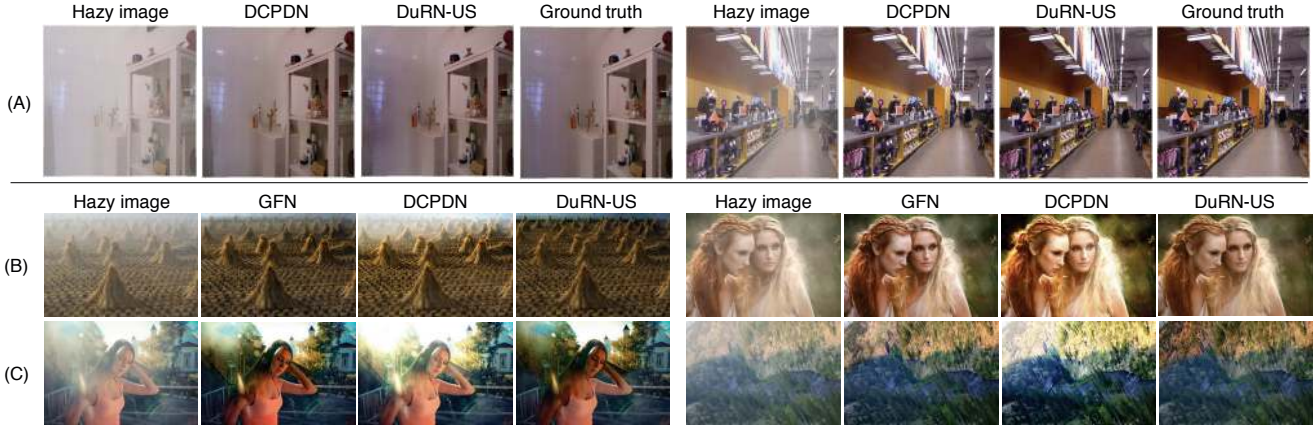 Hazy image DCPDN DuRN-US Ground truth Hazy image DCPDN DuRN-US Ground truth
(A)
Hazy image GFN DCPDN DuRN-US Hazy image GFN DCPDN DuRN-US
(B)
(C)